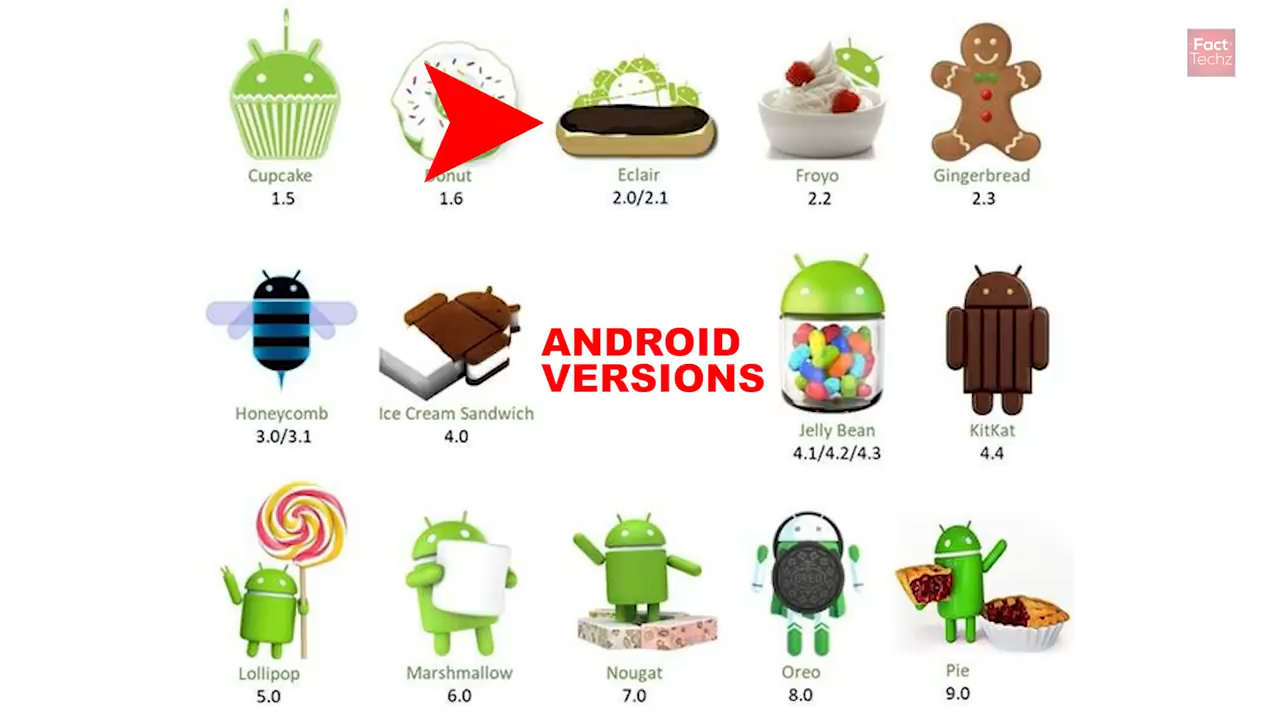 Fact
Techz
Cupcake
1.5
Donut
1.6
Eclair
2.0/2.1
Froyo
2.2
Gingerbread
2.3
Honeycomb
3.0/3.1
Ice Cream Sandwich
4.0
ANDROID
VERSIONS
Jelly Bean
4.1/4.2/4.3
KitKat
4.4
Lollipop
5.0
Marshmallow
6.0
Nougat
7.0
OREO
Oreo
8.0
Pie
9.0